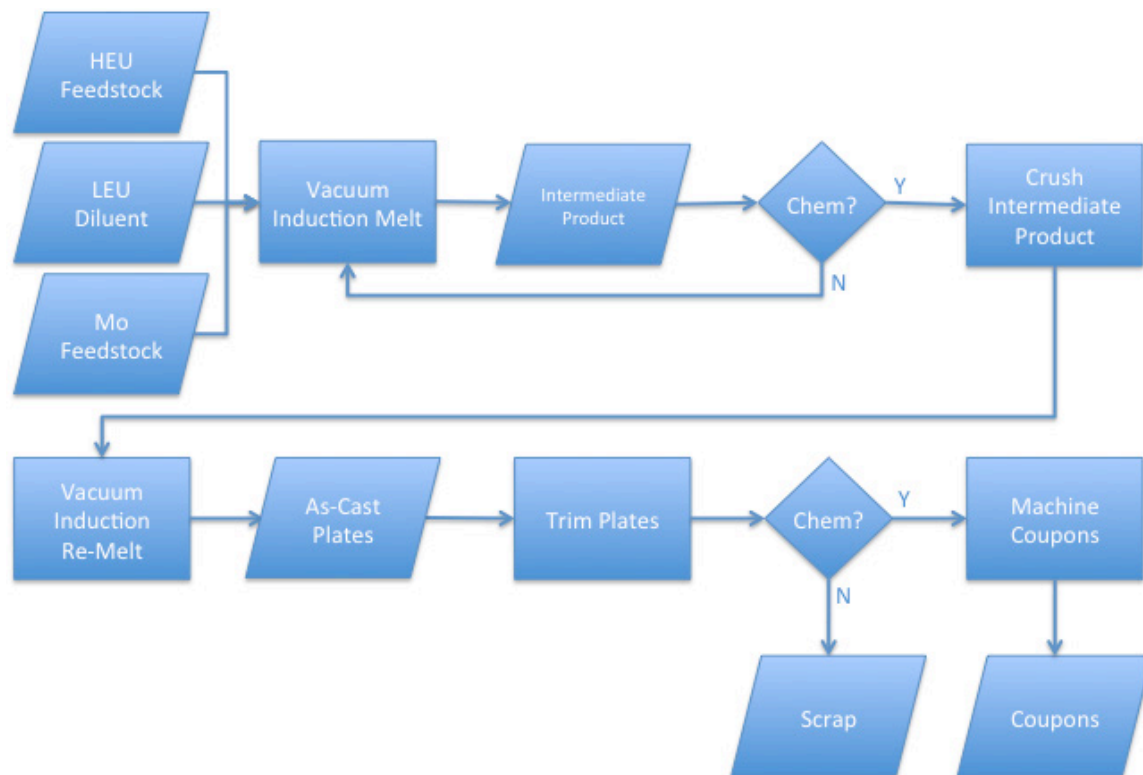 HEU
Feedstock
LEU
Diluent
Mo
Feedstock
Vacuum
Induction Melt
Intermediate
Product
Chem?
Y
N
Crush
Intermediate
Product
Vacuum
Induction
Re-Melt
As-Cast
Plates
Trim Plates
Chem?
Y
N
Machine
Coupons
Scrap
Coupons